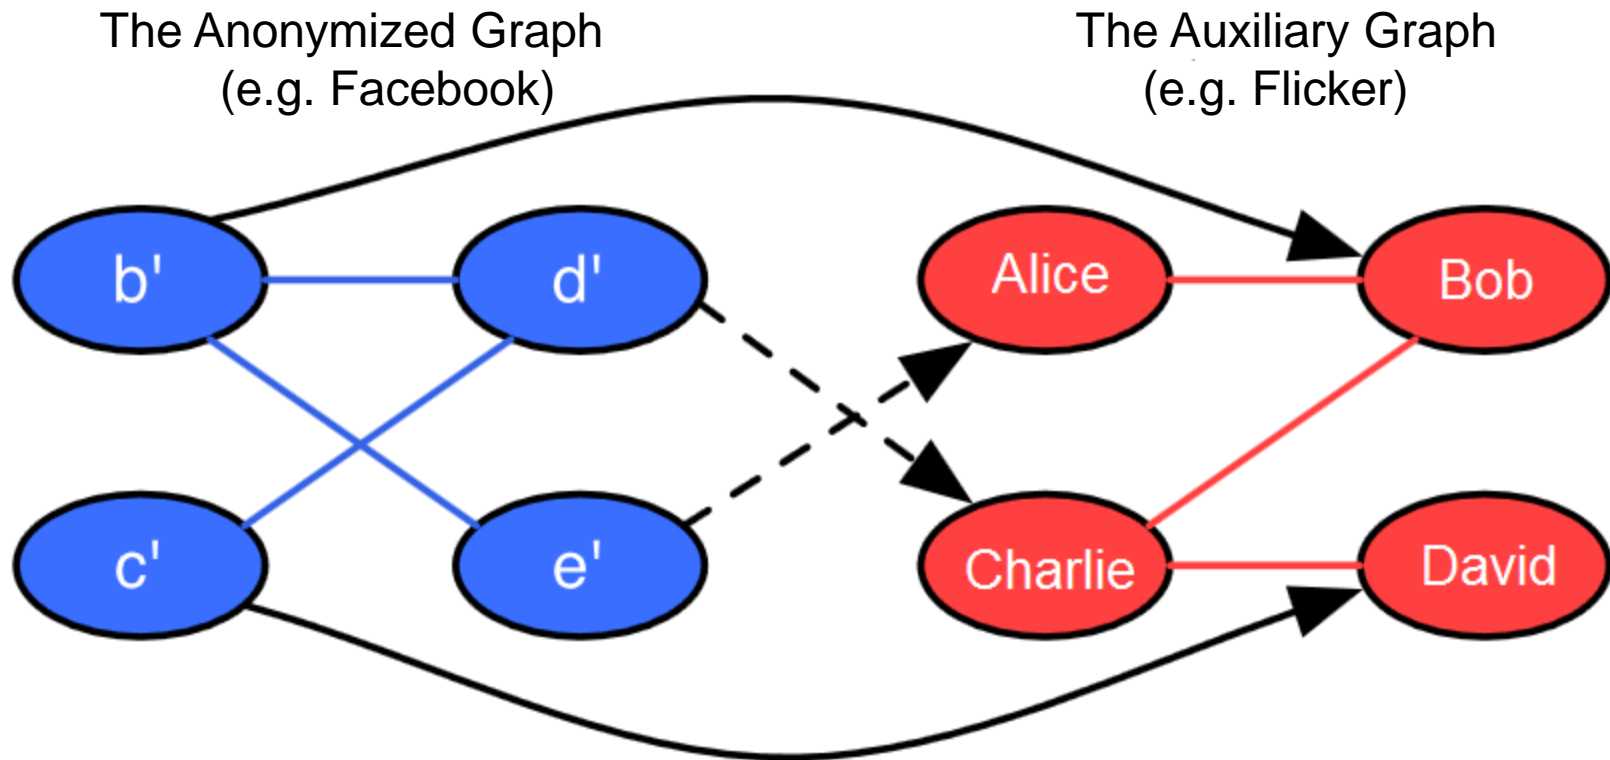 The Anonymized Graph
(e.g. Facebook)
The Auxiliary Graph
(e.g. Flicker)
b'
d'
Alice
Bob
c'
e'
Charlie
David